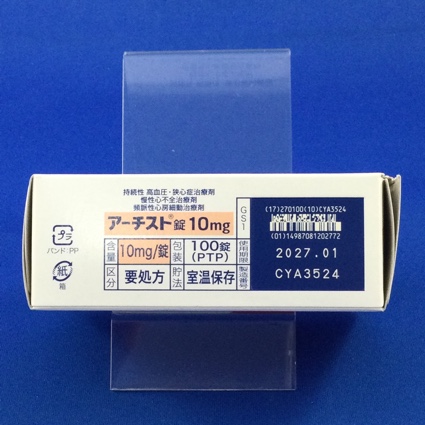 持続性 高血圧・狭心症治療剤
慢性心不全治療剤
頻脈性心房細動治療剤
アーチスト®錠10mg
含量 10mg/錠 包装 100錠(PTP)
区分 要処方 貯法 室温保存
プラ
バンド:PP
紙
箱
GS1
(17)270100(10)CYA3524
(01)14987081202772
使用期限 2027.01
製造番号 CYA3524